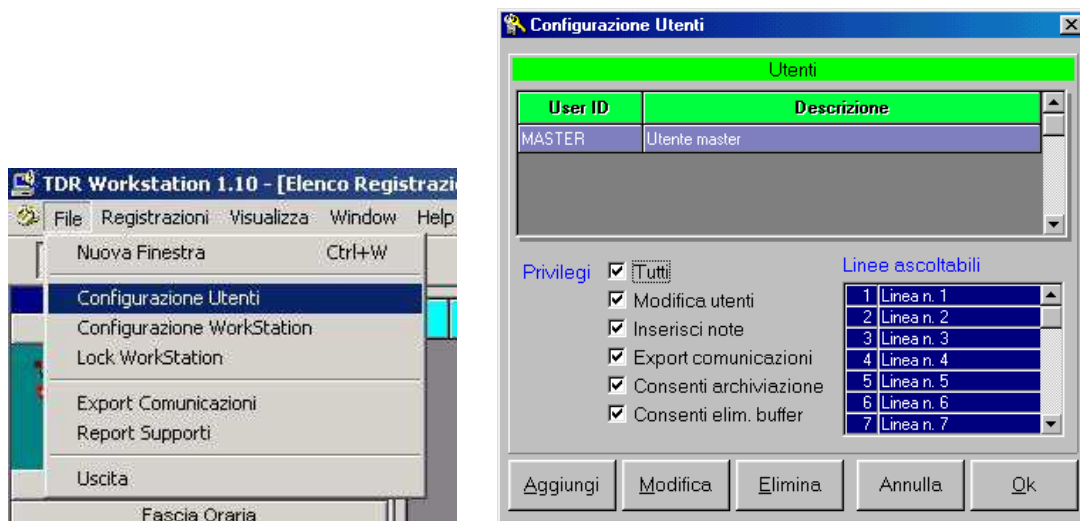 TDR Workstation 1.10 - [Elenco Registrazi
File Registrazioni Visualizza Window Help
Nuova Finestra Ctrl+W
Configurazione Utenti
Configurazione WorkStation
Lock WorkStation
Export Comunicazioni
Report Supporti
Uscita
Fascia Oraria
Configurazione Utenti
Utenti
User ID Descrizione
MASTER Utente master
Privilegi Tutti
Modifica utenti
Inserisci note
Export comunicazioni
Consenti archiviazione
Consenti elim. buffer
Linee ascoltabili
1 Linea n. 1
2 Linea n. 2
3 Linea n. 3
4 Linea n. 4
5 Linea n. 5
6 Linea n. 6
7 Linea n. 7
Aggiungi Modifica Elimina Annulla Ok